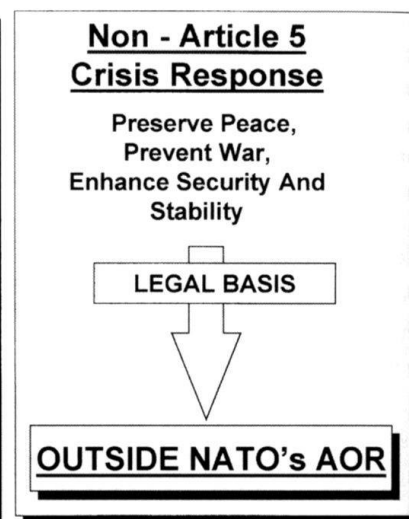 Non - Article 5
Crisis Response
Preserve Peace,
Prevent War,
Enhance Security And
Stability
LEGAL BASIS
OUTSIDE NATO's AOR